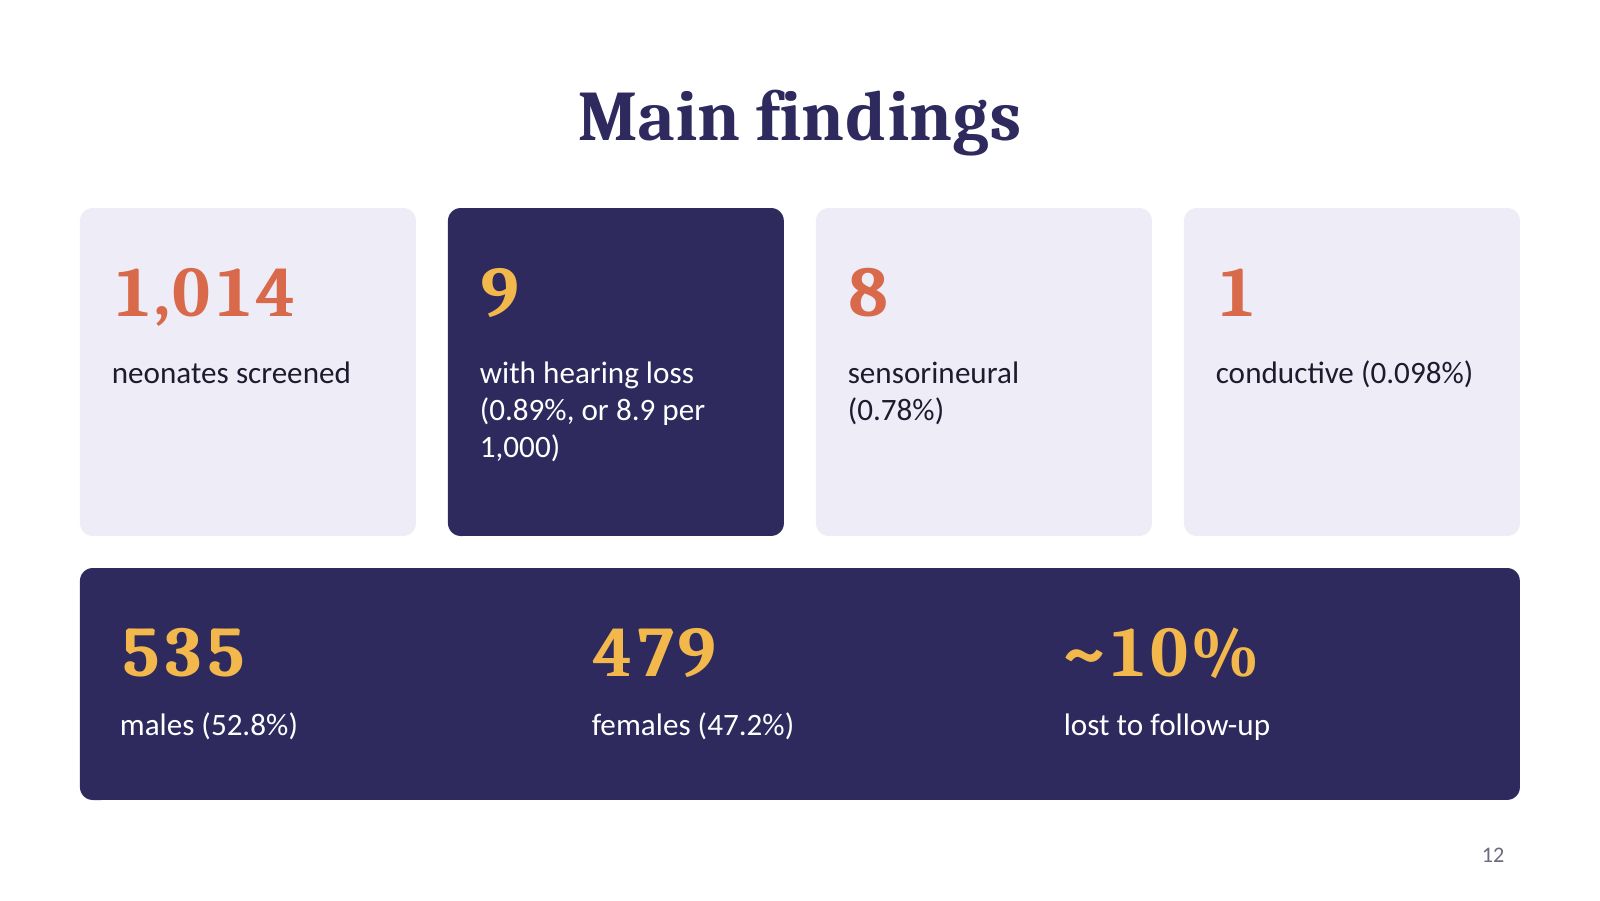 Main findings
1,014
neonates screened
9
with hearing loss
(0.89%, or 8.9 per
1,000)
8
sensorineural
(0.78%)
1
conductive (0.098%)
535
males (52.8%)
479
females (47.2%)
~10%
lost to follow-up
12